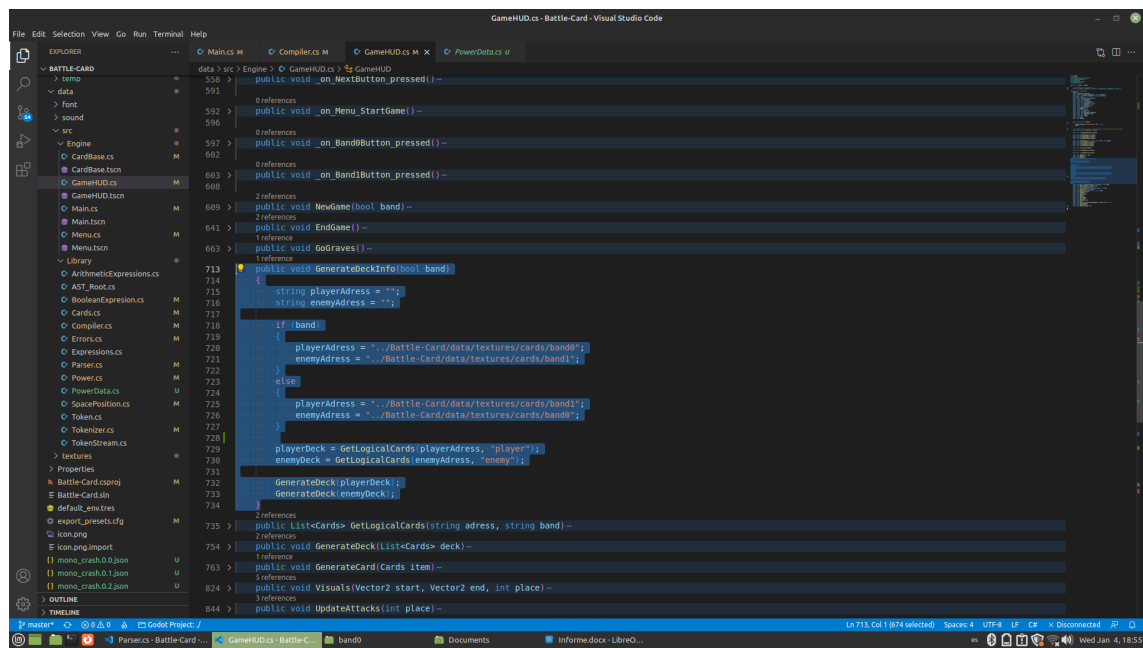 GameHUD.cs - Battle-Card - Visual Studio Code
File Edit Selection View Go Run Terminal Help
EXPLORER
BATTLE-CARD
temp
data
font
sound
src
Engine
CardBase.cs M
CardBase.tscn
GameHUD.cs M
GameHUD.tscn
Main.cs M
Main.tscn
Menu.cs M
Menu.tscn
Library
ArithmeticExpressions.cs
AST_Root.cs
BooleanExpresion.cs M
Cards.cs M
Compiler.cs M
Errors.cs M
Expressions.cs
Parser.cs M
Power.cs M
PowerData.cs U
SpacePosition.cs M
Token.cs
Tokenizer.cs M
TokenStream.cs
textures
Properties
Battle-Card.csproj M
Battle-Card.sln
default_env.tres
export_presets.cfg M
icon.png
icon.png.import
mono_crash.0.0.json U
mono_crash.0.1.json U
mono_crash.0.2.json U
OUTLINE
TIMELINE
Main.cs M Compiler.cs M GameHUD.cs M PowerData.cs U
data > src > Engine > GameHUD.cs > GameHUD
558 public void _on_NextButton_pressed()
591
0 references
592 public void _on_Menu_StartGame()
596
0 references
597 public void _on_Band0Button_pressed()
602
0 references
603 public void _on_Band1Button_pressed()
608
2 references
609 public void NewGame(bool band)
2 references
641 public void EndGame()
1 reference
663 public void GoGraves()
1 reference
713 public void GenerateDeckInfo(bool band)
714 {
715 string playerAdress = "";
716 string enemyAdress = "";
717
718 if (band)
719 {
720 playerAdress = "../Battle-Card/data/textures/cards/band0";
721 enemyAdress = "../Battle-Card/data/textures/cards/band1";
722 }
723 else
724 {
725 playerAdress = "../Battle-Card/data/textures/cards/band1";
726 enemyAdress = "../Battle-Card/data/textures/cards/band0";
727 }
728
729 playerDeck = GetLogicalCards(playerAdress, "player");
730 enemyDeck = GetLogicalCards(enemyAdress, "enemy");
731
732 GenerateDeck(playerDeck);
733 GenerateDeck(enemyDeck);
734 }
2 references
735 public List<Cards> GetLogicalCards(string adress, string band)
2 references
754 public void GenerateDeck(List<Cards> deck)
1 reference
763 public void GenerateCard(Cards item)
5 references
824 public void Visuals(Vector2 start, Vector2 end, int place)
3 references
844 public void UpdateAttacks(int place)
master* 0 0 Godot Project: ./ Ln 713, Col 1 (674 selected) Spaces: 4 UTF-8 LF C# Disconnected
Parser.cs - Battle-Card -... GameHUD.cs - Battle-C... band0 Documents Informe.docx - LibreO... es Wed Jan 4, 18:55